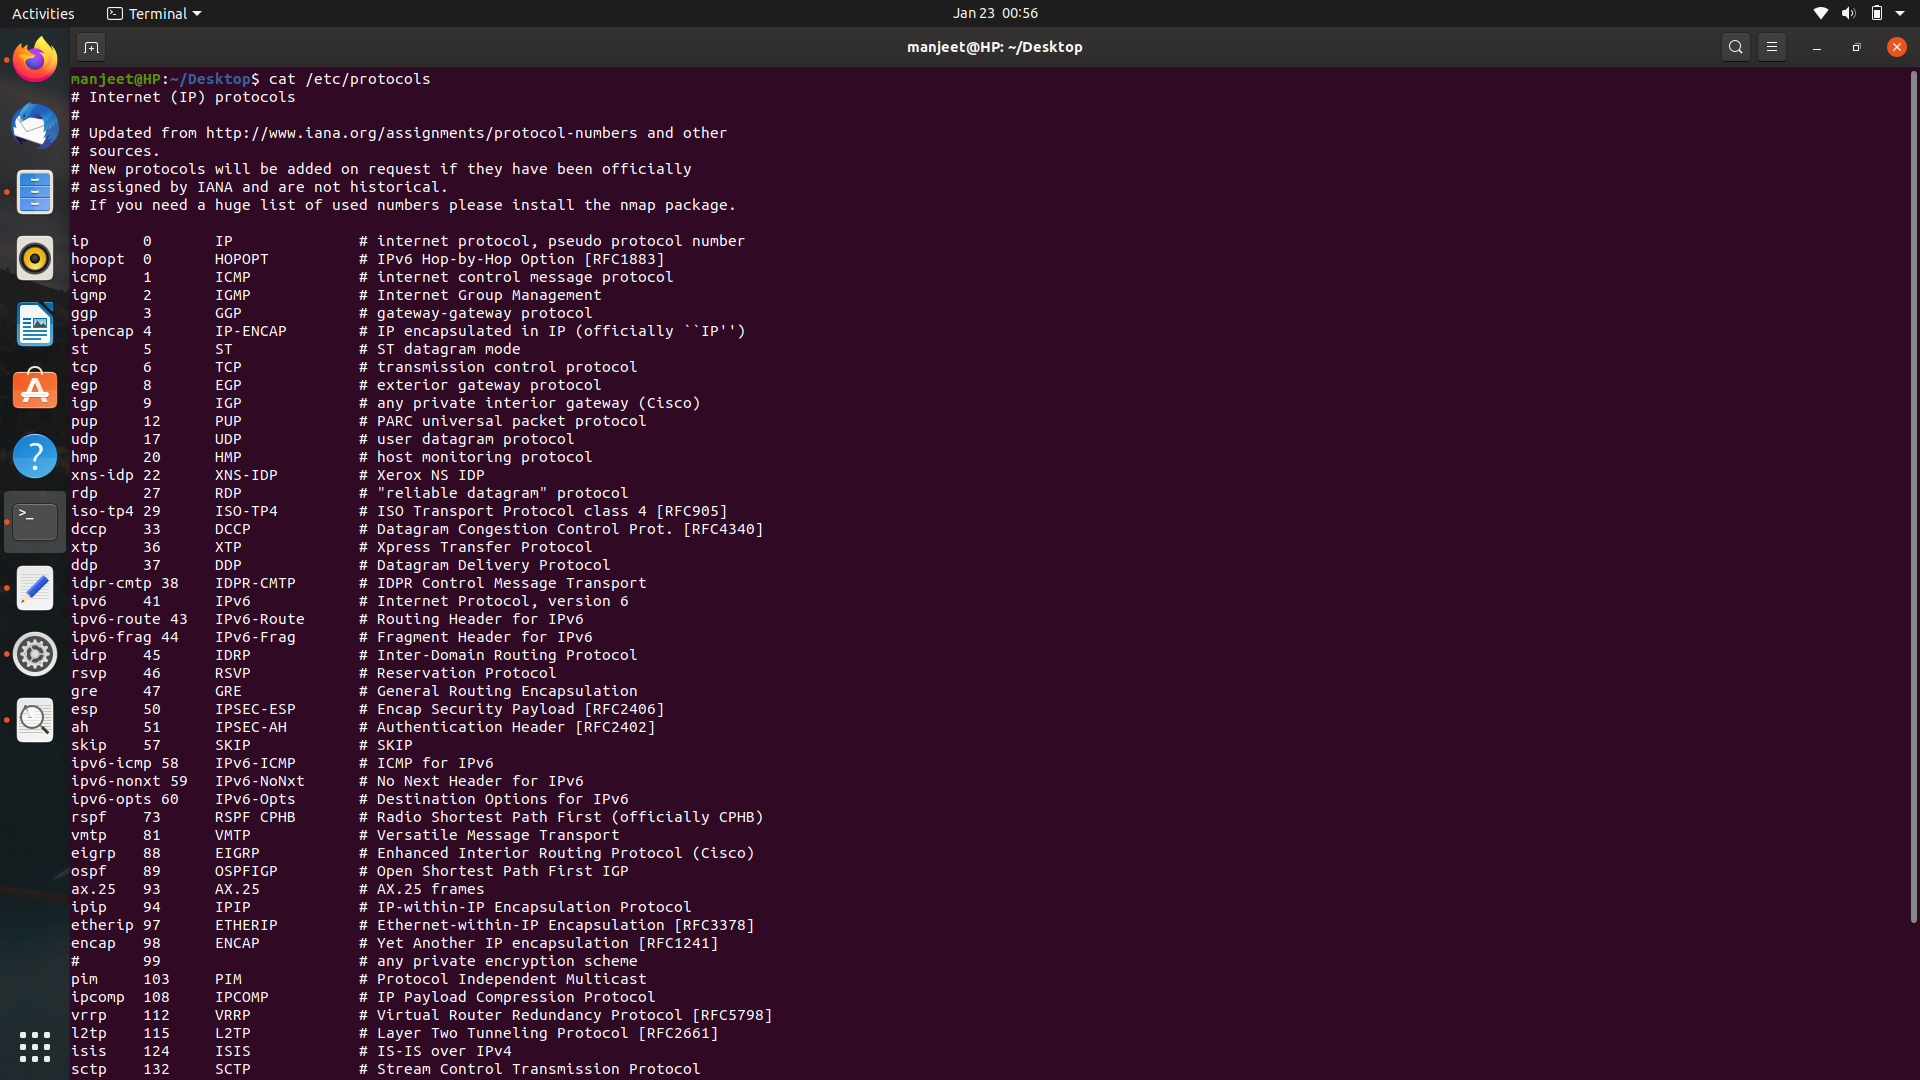 Activities Terminal Jan 23 00:56
manjeet@HP: ~/Desktop
manjeet@HP:~/Desktop$ cat /etc/protocols
# Internet (IP) protocols
#
# Updated from http://www.iana.org/assignments/protocol-numbers and other
# sources.
# New protocols will be added on request if they have been officially
# assigned by IANA and are not historical.
# If you need a huge list of used numbers please install the nmap package.
ip 0 IP # internet protocol, pseudo protocol number
hopopt 0 HOPOPT # IPv6 Hop-by-Hop Option [RFC1883]
icmp 1 ICMP # internet control message protocol
igmp 2 IGMP # Internet Group Management
ggp 3 GGP # gateway-gateway protocol
ipencap 4 IP-ENCAP # IP encapsulated in IP (officially ``IP'')
st 5 ST # ST datagram mode
tcp 6 TCP # transmission control protocol
egp 8 EGP # exterior gateway protocol
igp 9 IGP # any private interior gateway (Cisco)
pup 12 PUP # PARC universal packet protocol
udp 17 UDP # user datagram protocol
hmp 20 HMP # host monitoring protocol
xns-idp 22 XNS-IDP # Xerox NS IDP
rdp 27 RDP # "reliable datagram" protocol
iso-tp4 29 ISO-TP4 # ISO Transport Protocol class 4 [RFC905]
dccp 33 DCCP # Datagram Congestion Control Prot. [RFC4340]
xtp 36 XTP # Xpress Transfer Protocol
ddp 37 DDP # Datagram Delivery Protocol
idpr-cmtp 38 IDPR-CMTP # IDPR Control Message Transport
ipv6 41 IPv6 # Internet Protocol, version 6
ipv6-route 43 IPv6-Route # Routing Header for IPv6
ipv6-frag 44 IPv6-Frag # Fragment Header for IPv6
idrp 45 IDRP # Inter-Domain Routing Protocol
rsvp 46 RSVP # Reservation Protocol
gre 47 GRE # General Routing Encapsulation
esp 50 IPSEC-ESP # Encap Security Payload [RFC2406]
ah 51 IPSEC-AH # Authentication Header [RFC2402]
skip 57 SKIP # SKIP
ipv6-icmp 58 IPv6-ICMP # ICMP for IPv6
ipv6-nonxt 59 IPv6-NoNxt # No Next Header for IPv6
ipv6-opts 60 IPv6-Opts # Destination Options for IPv6
rspf 73 RSPF CPHB # Radio Shortest Path First (officially CPHB)
vmtp 81 VMTP # Versatile Message Transport
eigrp 88 EIGRP # Enhanced Interior Routing Protocol (Cisco)
ospf 89 OSPFIGP # Open Shortest Path First IGP
ax.25 93 AX.25 # AX.25 frames
ipip 94 IPIP # IP-within-IP Encapsulation Protocol
etherip 97 ETHERIP # Ethernet-within-IP Encapsulation [RFC3378]
encap 98 ENCAP # Yet Another IP encapsulation [RFC1241]
# 99 # any private encryption scheme
pim 103 PIM # Protocol Independent Multicast
ipcomp 108 IPCOMP # IP Payload Compression Protocol
vrrp 112 VRRP # Virtual Router Redundancy Protocol [RFC5798]
l2tp 115 L2TP # Layer Two Tunneling Protocol [RFC2661]
isis 124 ISIS # IS-IS over IPv4
sctp 132 SCTP # Stream Control Transmission Protocol